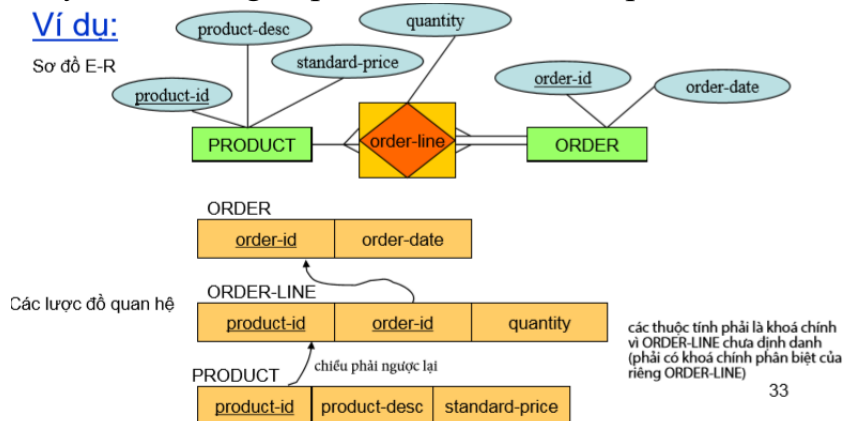 Ví dụ:
Sơ đồ E-R
product-desc
quantity
standard-price
product-id
order-id
order-date
PRODUCT
order-line
ORDER
ORDER
order-id order-date
Các lược đồ quan hệ
ORDER-LINE
product-id order-id quantity
chiều phải ngược lại
các thuộc tính phải là khoá chính
vì ORDER-LINE chưa định danh
(phải có khoá chính phân biệt của
riêng ORDER-LINE)
33
PRODUCT
product-id product-desc standard-price